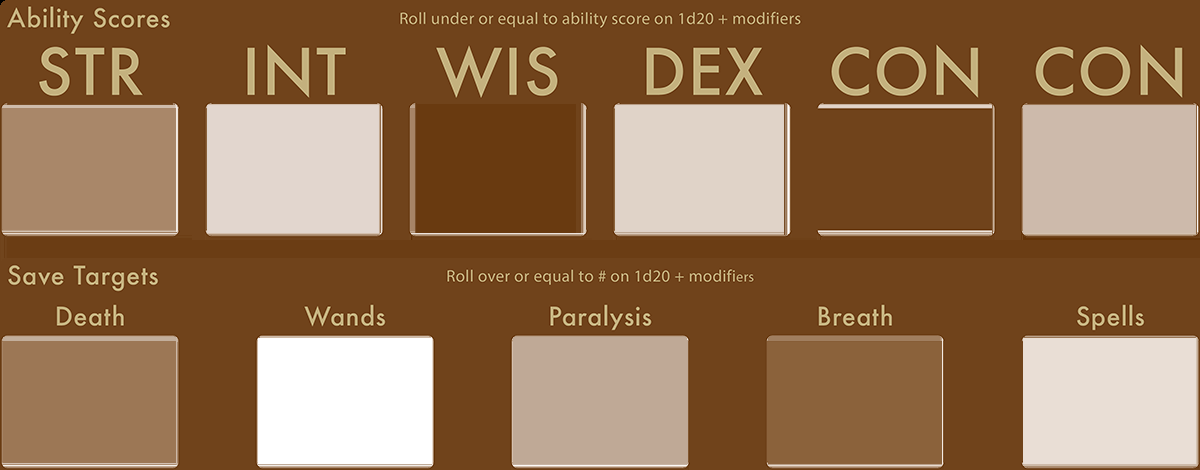 Ability Scores
Roll under or equal to ability score on 1d20 + modifiers
STR INT WIS DEX CON CON
Save Targets
Roll over or equal to # on 1d20 + modifiers
Death Wands Paralysis Breath Spells